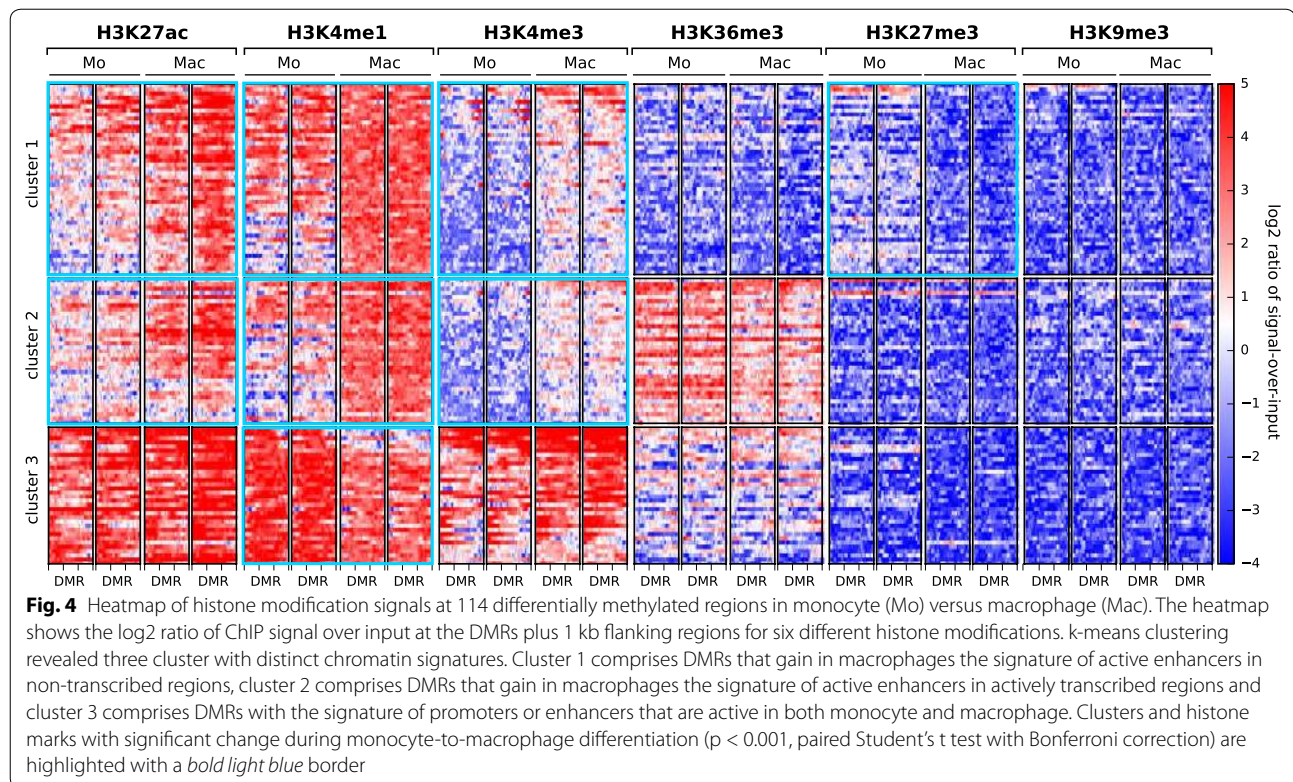 H3K27ac H3K4me1 H3K4me3 H3K36me3 H3K27me3 H3K9me3
Mo Mac Mo Mac Mo Mac Mo Mac Mo Mac Mo Mac
cluster 1
cluster 2
cluster 3
5
4
3
2
1
0
−1
−2
−3
−4
log2 ratio of signal-over-input
DMR DMR DMR DMR DMR DMR DMR DMR DMR DMR DMR DMR DMR DMR DMR DMR DMR DMR DMR DMR DMR DMR DMR DMR
Fig. 4 Heatmap of histone modification signals at 114 differentially methylated regions in monocyte (Mo) versus macrophage (Mac). The heatmap
shows the log2 ratio of ChIP signal over input at the DMRs plus 1 kb flanking regions for six different histone modifications. k-means clustering
revealed three cluster with distinct chromatin signatures. Cluster 1 comprises DMRs that gain in macrophages the signature of active enhancers in
non-transcribed regions, cluster 2 comprises DMRs that gain in macrophages the signature of active enhancers in actively transcribed regions and
cluster 3 comprises DMRs with the signature of promoters or enhancers that are active in both monocyte and macrophage. Clusters and histone
marks with significant change during monocyte-to-macrophage differentiation (p < 0.001, paired Student's t test with Bonferroni correction) are
highlighted with a bold light blue border